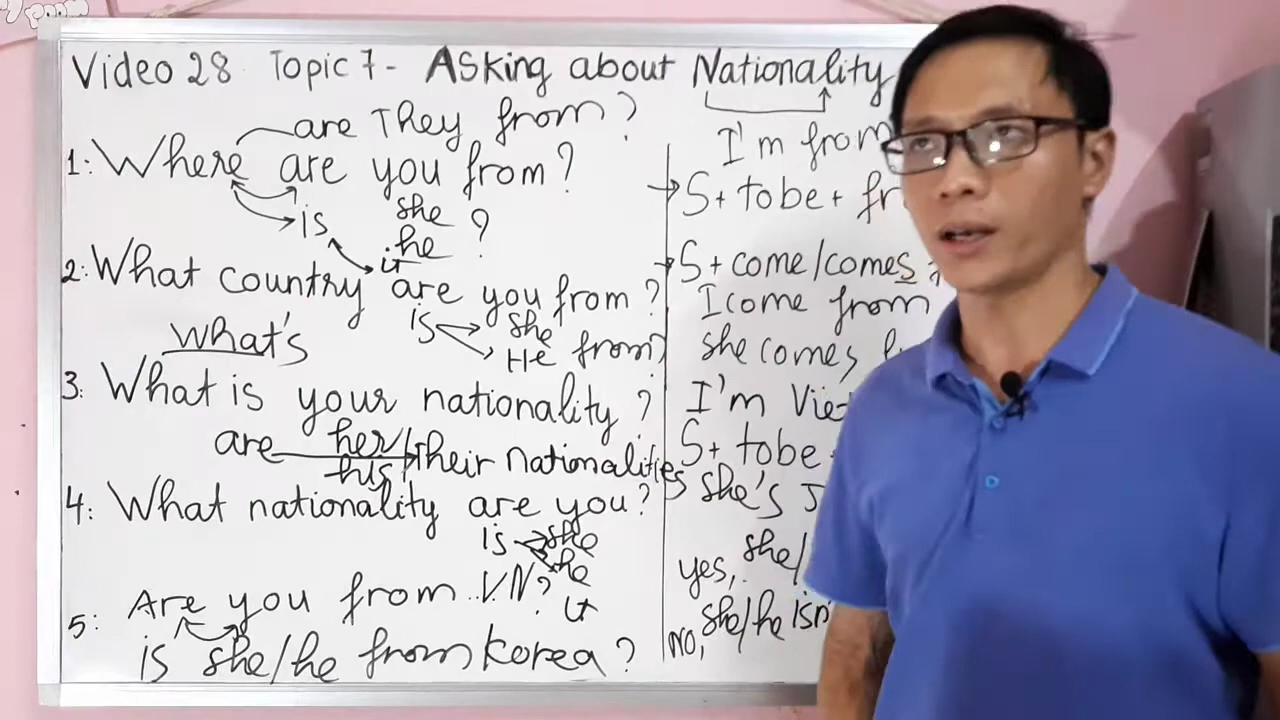 Video 28 Topic 7 - Asking about Nationality
are They from?
1: Where are you from?
is she ?
he
it
2: What country are you from?
is she
He from?
What's
3: What is your nationality ?
are her/Their nationalities
his
4: What nationality are you?
is she
he
it
5: Are you from VN?
is she/he from Korea ?
I'm from
→ S + tobe +
→ S + come/comes +
I come from
she comes
I'm
S + tobe
she's
yes, she/
no, she/he
poom